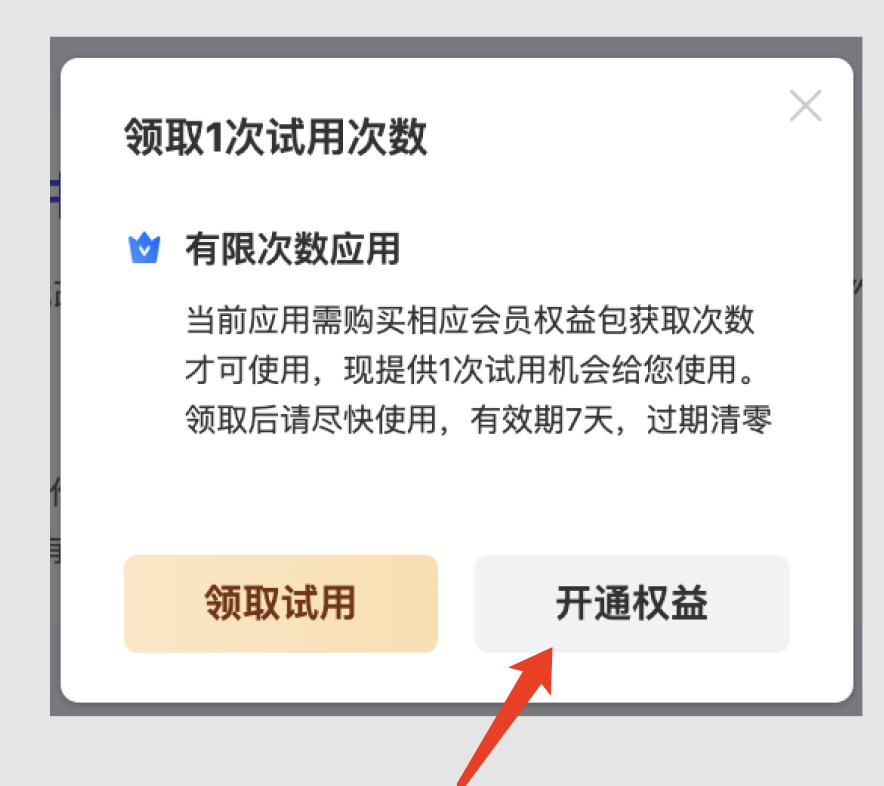 领取1次试用次数
有限次数应用
当前应用需购买相应会员权益包获取次数
才可使用，现提供1次试用机会给您使用。
领取后请尽快使用，有效期7天，过期清零
领取试用
开通权益